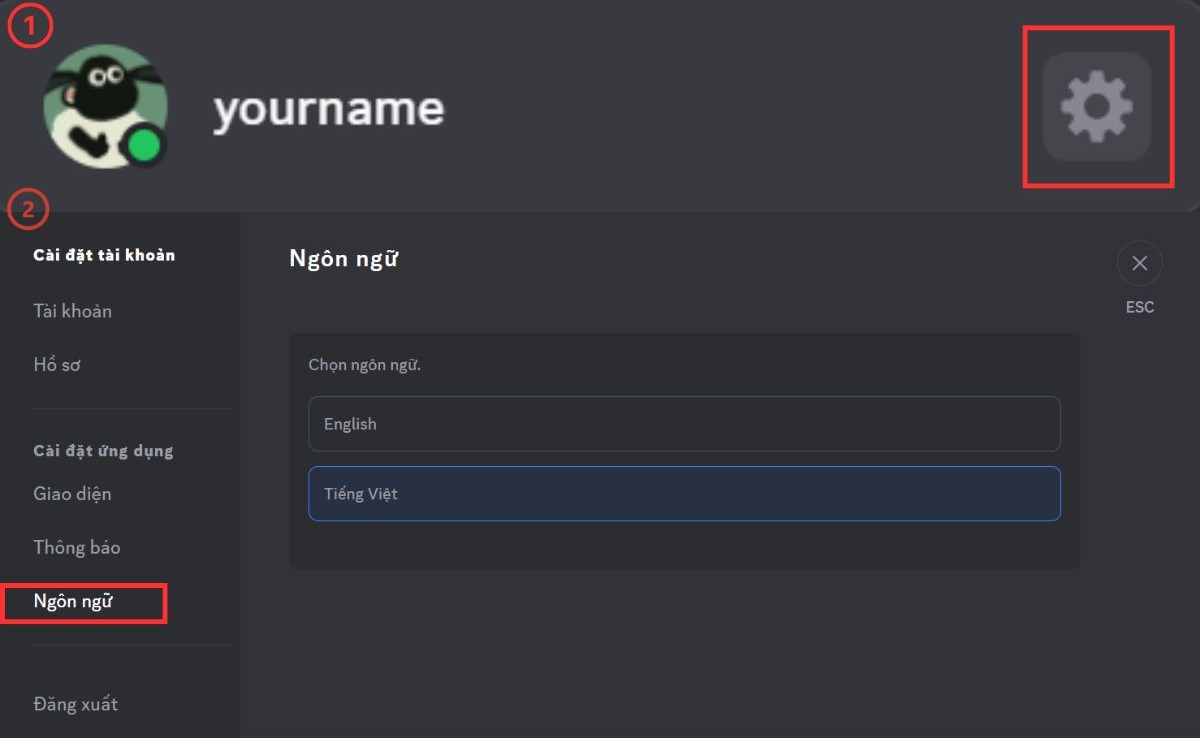 1
yourname
2
Cài đặt tài khoản
Tài khoản
Hồ sơ
Cài đặt ứng dụng
Giao diện
Thông báo
Ngôn ngữ
Đăng xuất
Ngôn ngữ
ESC
Chọn ngôn ngữ.
English
Tiếng Việt